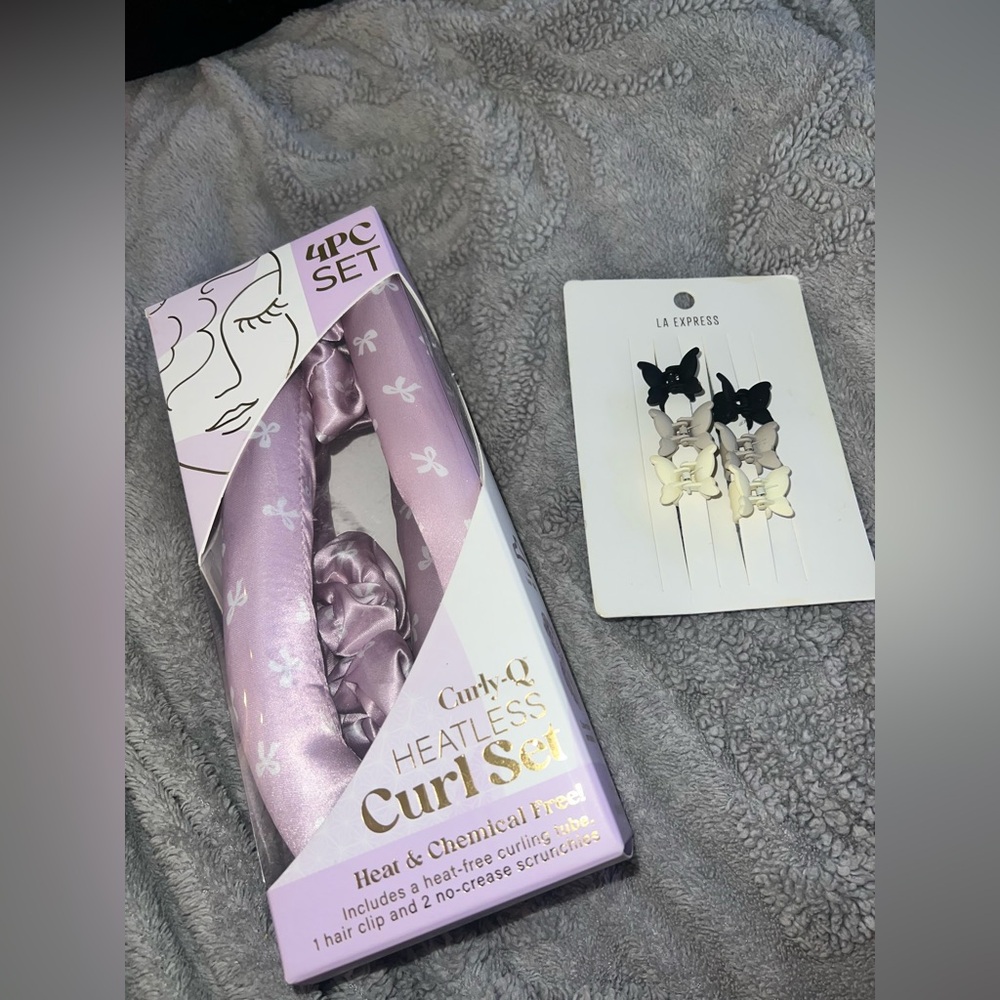 4PC
SET
LA EXPRESS
Curly-Q
HEATLESS
Curl Set
Heat & Chemical Free!
Includes a heat-free curling tube,
1 hair clip and 2 no-crease scrunchies